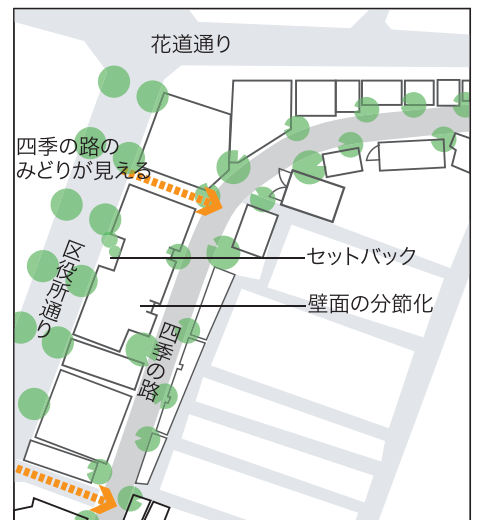 花道通り
四季の路の
みどりが見える
区役所通り
セットバック
壁面の分節化
四季の路